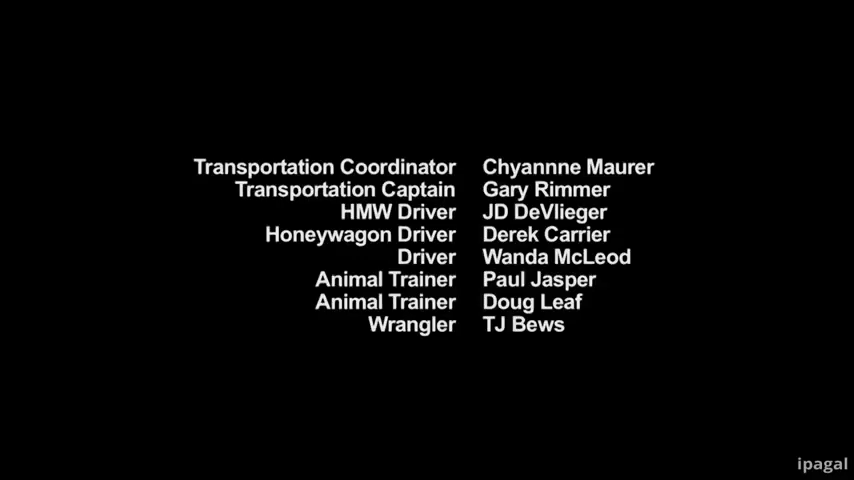 Transportation Coordinator Chyannne Maurer
Transportation Captain Gary Rimmer
HMW Driver JD DeVlieger
Honeywagon Driver Derek Carrier
Driver Wanda McLeod
Animal Trainer Paul Jasper
Animal Trainer Doug Leaf
Wrangler TJ Bews
ipagal